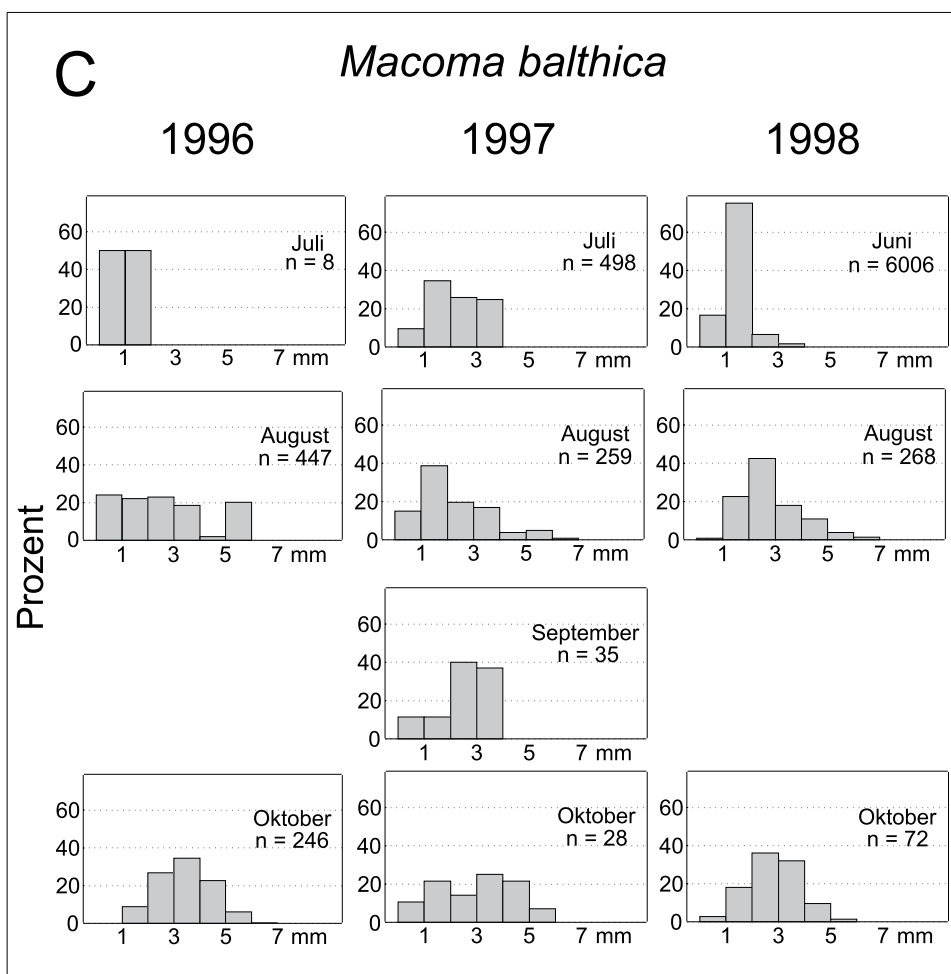 C
Macoma balthica
1996
1997
1998
Prozent
60
40
20
0
Juli
n = 8
1 3 5 7 mm
60
40
20
0
Juli
n = 498
1 3 5 7 mm
60
40
20
0
Juni
n = 6006
1 3 5 7 mm
60
40
20
0
August
n = 447
1 3 5 7 mm
60
40
20
0
August
n = 259
1 3 5 7 mm
60
40
20
0
August
n = 268
1 3 5 7 mm
60
40
20
0
September
n = 35
1 3 5 7 mm
60
40
20
0
Oktober
n = 246
1 3 5 7 mm
60
40
20
0
Oktober
n = 28
1 3 5 7 mm
60
40
20
0
Oktober
n = 72
1 3 5 7 mm